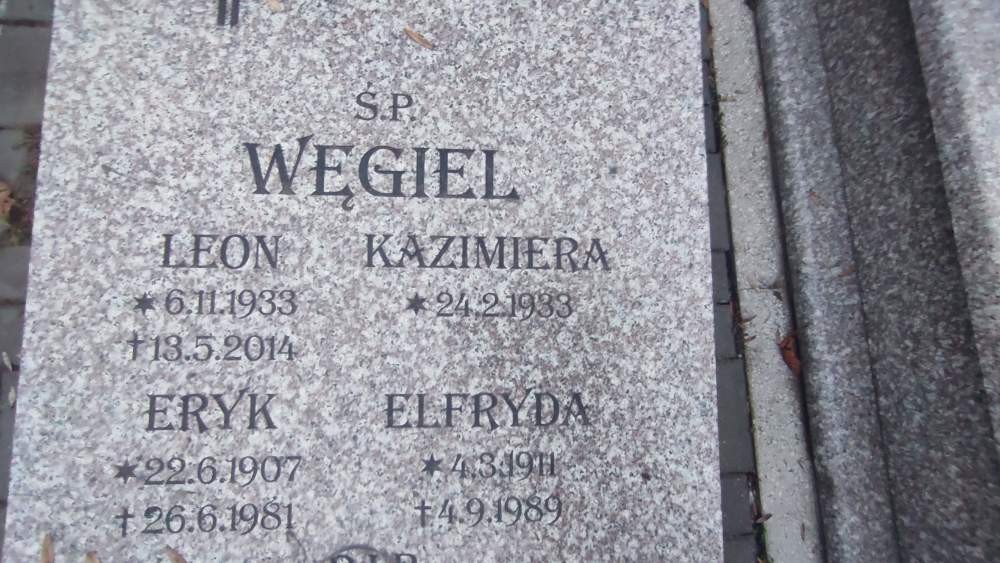 Ś.P.
WĘGIEL
LEON KAZIMIERA
✶ 6.11.1933 ✶ 24.2.1933
† 13.5.2014
ERYK ELFRYDA
✶ 22.6.1907 ✶ 4.3.1911
† 26.6.1981 † 4.9.1989